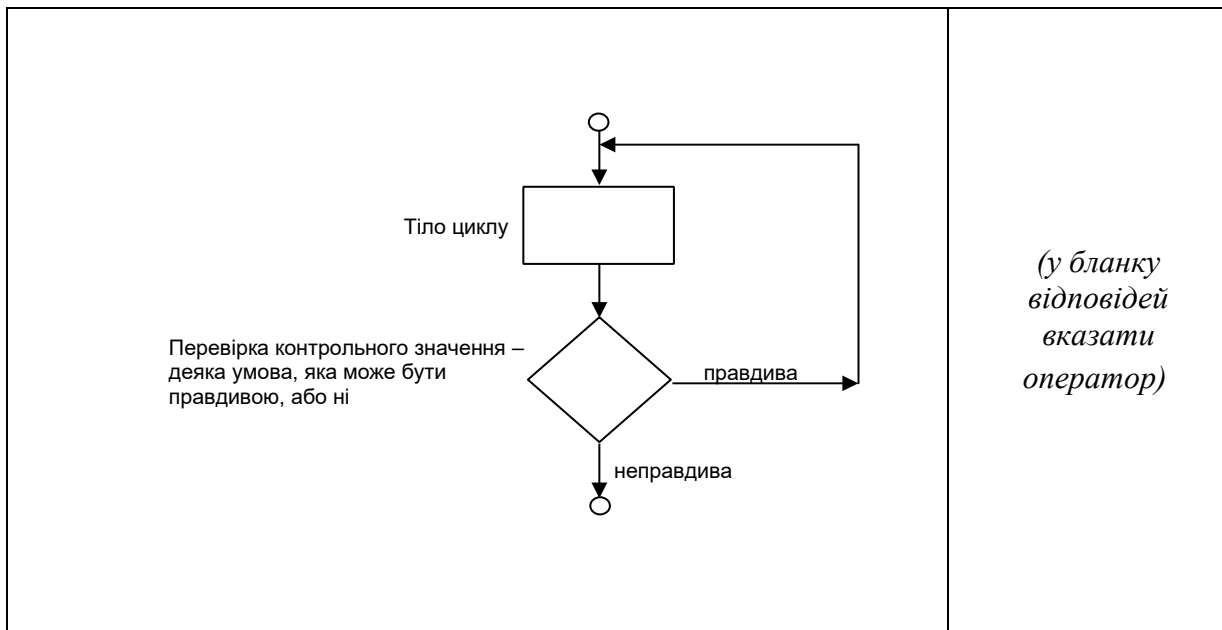 Тіло циклу
Перевірка контрольного значення –
деяка умова, яка може бути
правдивою, або ні
правдива
неправдива
(у бланку
відповідей
вказати
оператор)